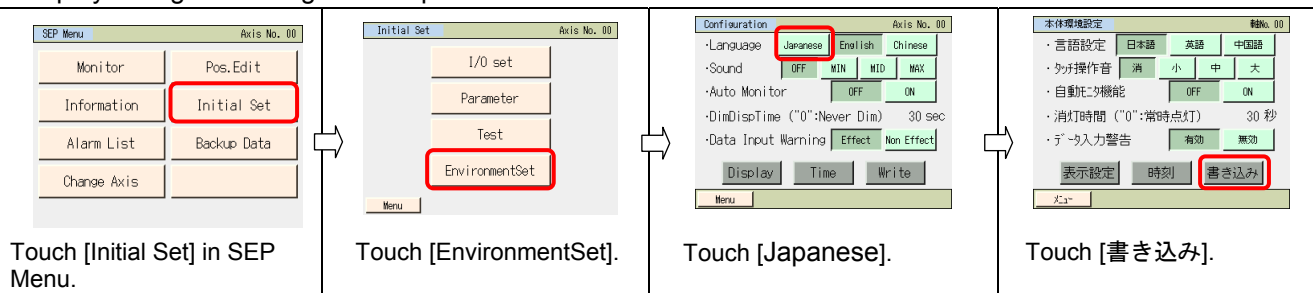 SEP Menu Axis No. 00
Monitor Pos.Edit
Information Initial Set
Alarm List Backup Data
Change Axis
Touch [Initial Set] in SEP
Menu.
Initial Set Axis No. 00
I/O set
Parameter
Test
EnvironmentSet
Menu
Touch [EnvironmentSet].
Configuration Axis No. 00
·Language Japanese English Chinese
·Sound OFF MIN MID MAX
·Auto Monitor OFF ON
·DimDispTime ("0":Never Dim) 30 sec
·Data Input Warning Effect Non Effect
Display Time Write
Menu
Touch [Japanese].
本体環境設定 軸No. 00
・言語設定 日本語 英語 中国語
・タッチ操作音 消 小 中 大
・自動モニタ機能 OFF ON
・消灯時間 ("0":常時点灯) 30 秒
・データ入力警告 有効 無効
表示設定 時刻 書き込み
メニュー
Touch [書き込み].